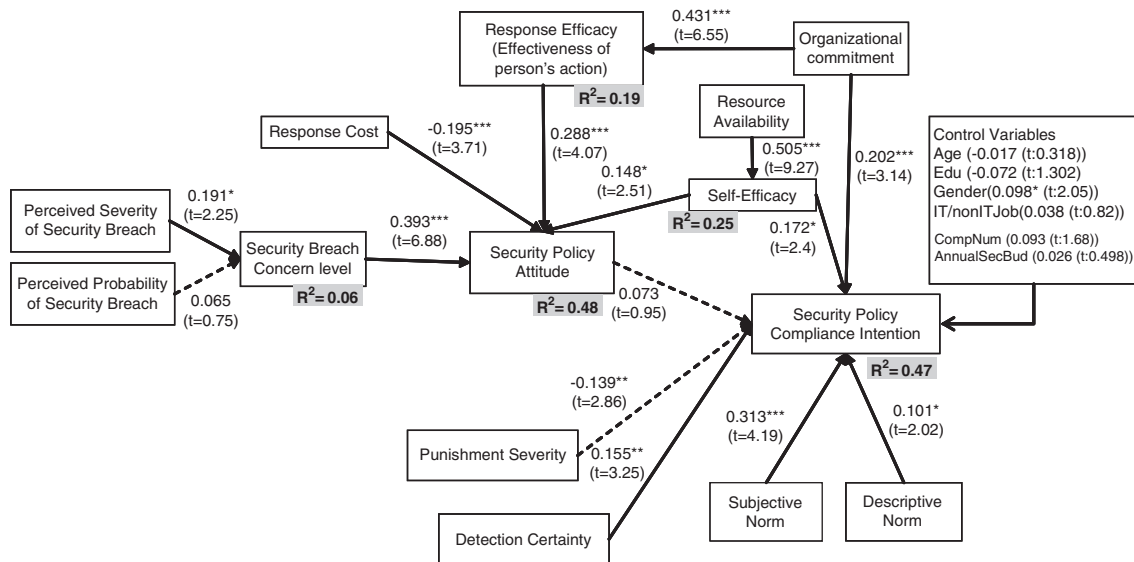 0.431***
(t=6.55)
Response Efficacy
(Effectiveness of
person's action)
R²= 0.19
Organizational
commitment
Resource
Availability
Response Cost
-0.195***
(t=3.71)
0.288***
(t=4.07)
0.505***
(t=9.27)
0.148*
(t=2.51)
Self-Efficacy
R²= 0.25
0.202***
(t=3.14)
0.172*
(t=2.4)
Control Variables
Age (-0.017 (t:0.318))
Edu (-0.072 (t:1.302)
Gender(0.098* (t:2.05))
IT/nonITJob(0.038 (t:0.82))
CompNum (0.093 (t:1.68))
AnnualSecBud (0.026 (t:0.498))
Perceived Severity
of Security Breach
0.191*
(t=2.25)
Perceived Probability
of Security Breach
0.065
(t=0.75)
Security Breach
Concern level
R²= 0.06
0.393***
(t=6.88)
Security Policy
Attitude
R²= 0.48
0.073
(t=0.95)
Security Policy
Compliance Intention
R²= 0.47
-0.139**
(t=2.86)
Punishment Severity
0.155**
(t=3.25)
Detection Certainty
0.313***
(t=4.19)
0.101*
(t=2.02)
Subjective
Norm
Descriptive
Norm